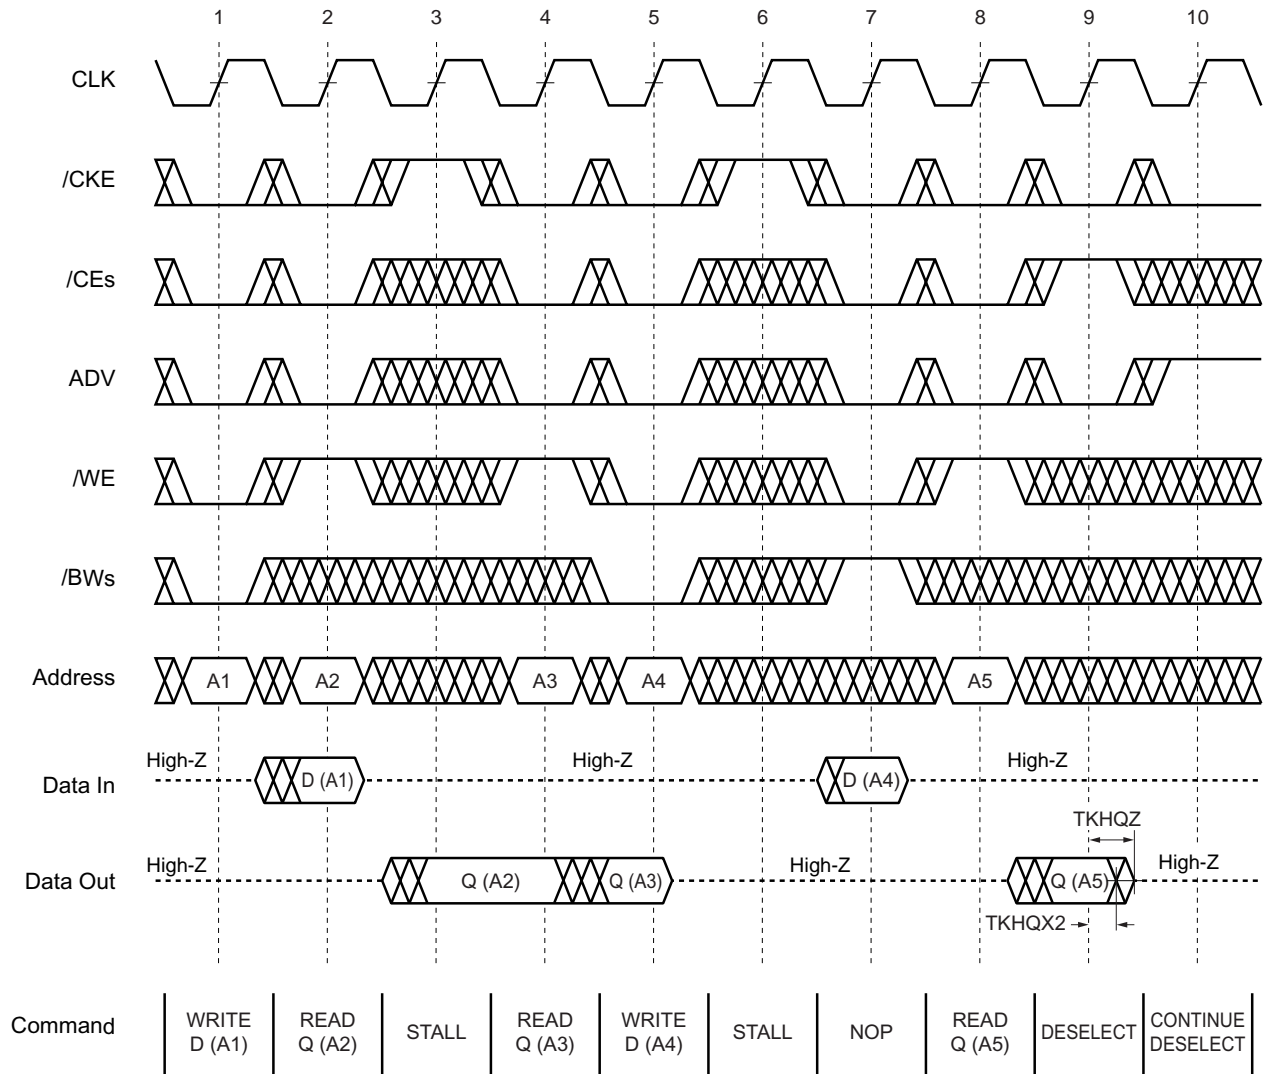 1 2 3 4 5 6 7 8 9 10
CLK
/CKE
/CEs
ADV
/WE
/BWs
Address A1 A2 A3 A4 A5
High-Z High-Z High-Z
Data In D (A1) D (A4)
TKHQZ
High-Z High-Z High-Z
Data Out Q (A2) Q (A3) Q (A5)
TKHQX2
Command
WRITE
D (A1)
READ
Q (A2)
STALL
READ
Q (A3)
WRITE
D (A4)
STALL
NOP
READ
Q (A5)
DESELECT
CONTINUE
DESELECT